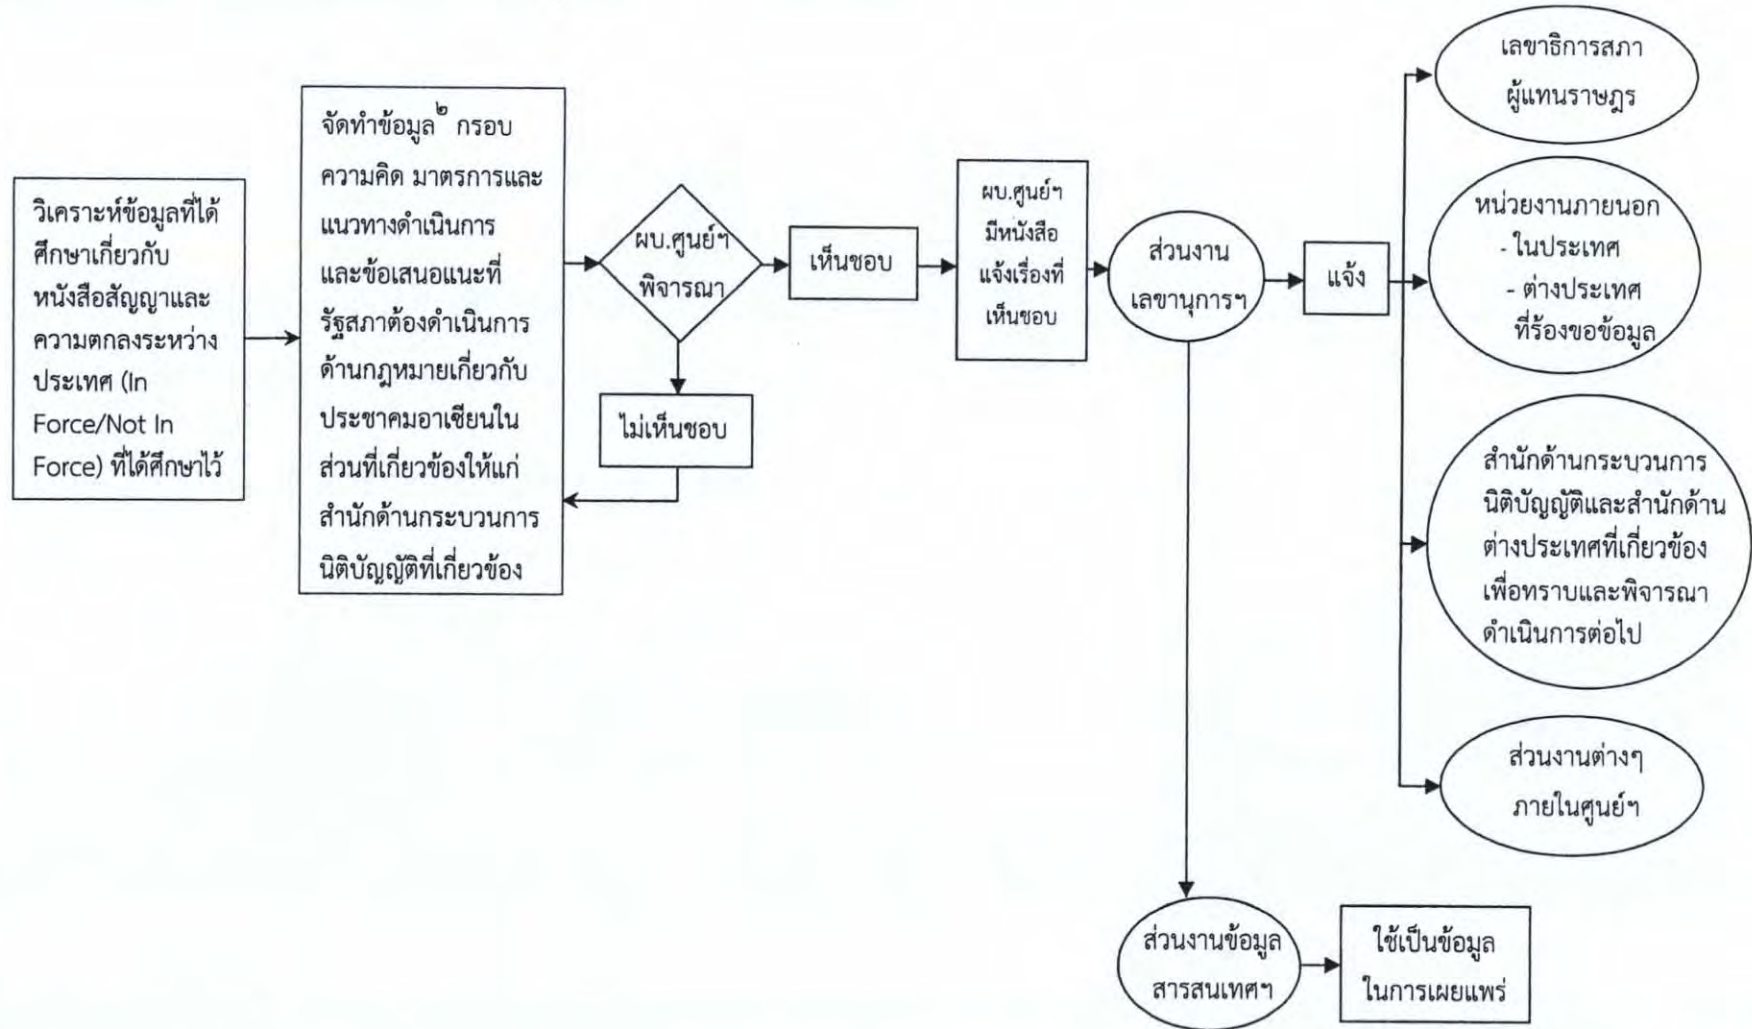 วิเคราะห์ข้อมูลที่ได้
ศึกษาเกี่ยวกับ
หนังสือสัญญาและ
ความตกลงระหว่าง
ประเทศ (In
Force/Not In
Force) ที่ได้ศึกษาไว้
จัดทำข้อมูล๒ กรอบ
ความคิด มาตรการและ
แนวทางดำเนินการ
และข้อเสนอแนะที่
รัฐสภาต้องดำเนินการ
ด้านกฎหมายเกี่ยวกับ
ประชาคมอาเซียนใน
ส่วนที่เกี่ยวข้องให้แก่
สำนักด้านกระบวนการ
นิติบัญญัติที่เกี่ยวข้อง
ผบ.ศูนย์ฯ
พิจารณา
ไม่เห็นชอบ
เห็นชอบ
ผบ.ศูนย์ฯ
มีหนังสือ
แจ้งเรื่องที่
เห็นชอบ
ส่วนงาน
เลขานุการฯ
แจ้ง
เลขาธิการสภา
ผู้แทนราษฎร
หน่วยงานภายนอก
- ในประเทศ
- ต่างประเทศ
ที่ร้องขอข้อมูล
สำนักด้านกระบวนการ
นิติบัญญัติและสำนักด้าน
ต่างประเทศที่เกี่ยวข้อง
เพื่อทราบและพิจารณา
ดำเนินการต่อไป
ส่วนงานต่างๆ
ภายในศูนย์ฯ
ส่วนงานข้อมูล
สารสนเทศฯ
ใช้เป็นข้อมูล
ในการเผยแพร่